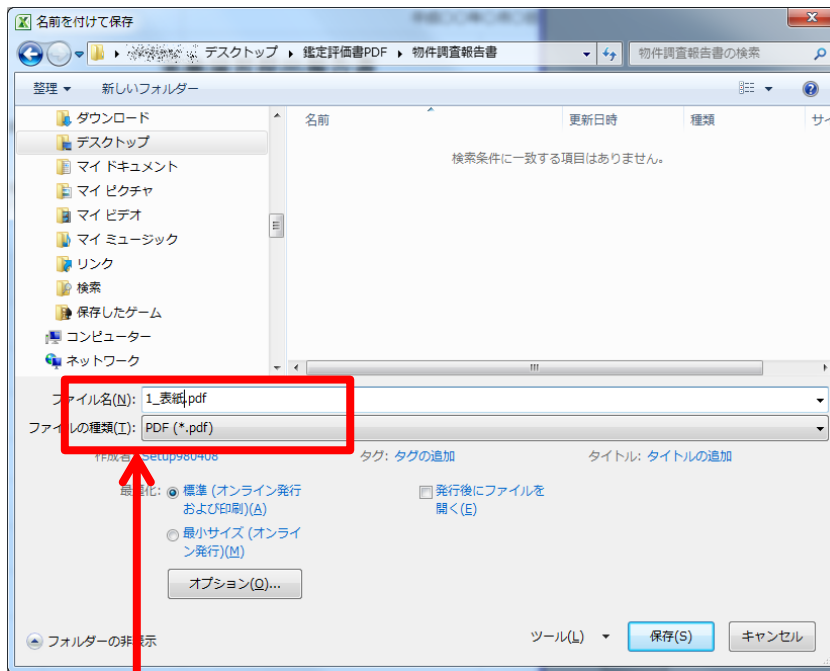 名前を付けて保存
デスクトップ ▸ 鑑定評価書PDF ▸ 物件調査報告書
物件調査報告書の検索
整理 ▼ 新しいフォルダー
名前 更新日時 種類 サイ
検索条件に一致する項目はありません。
ダウンロード
デスクトップ
マイ ドキュメント
マイ ピクチャ
マイ ビデオ
マイ ミュージック
リンク
検索
保存したゲーム
コンピューター
ネットワーク
ファイル名(N): 1_表紙.pdf
ファイルの種類(T): PDF (*.pdf)
作成者: Setup980408 タグ: タグの追加 タイトル: タイトルの追加
最適化: 標準 (オンライン発行
および印刷)(A)
最小サイズ (オンライ
ン発行)(M)
発行後にファイルを
開く(E)
オプション(O)...
フォルダーの非表示
ツール(L) ▼ 保存(S) キャンセル